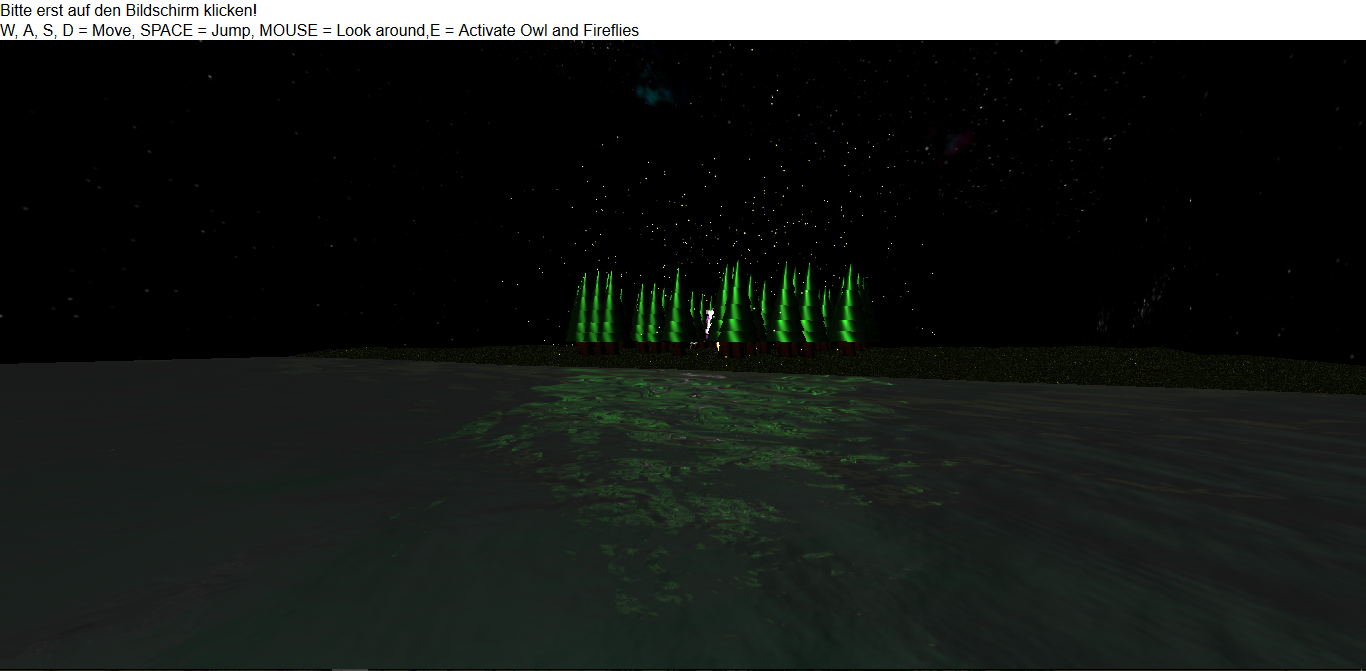 Bitte erst auf den Bildschirm klicken!
W, A, S, D = Move, SPACE = Jump, MOUSE = Look around,E = Activate Owl and Fireflies